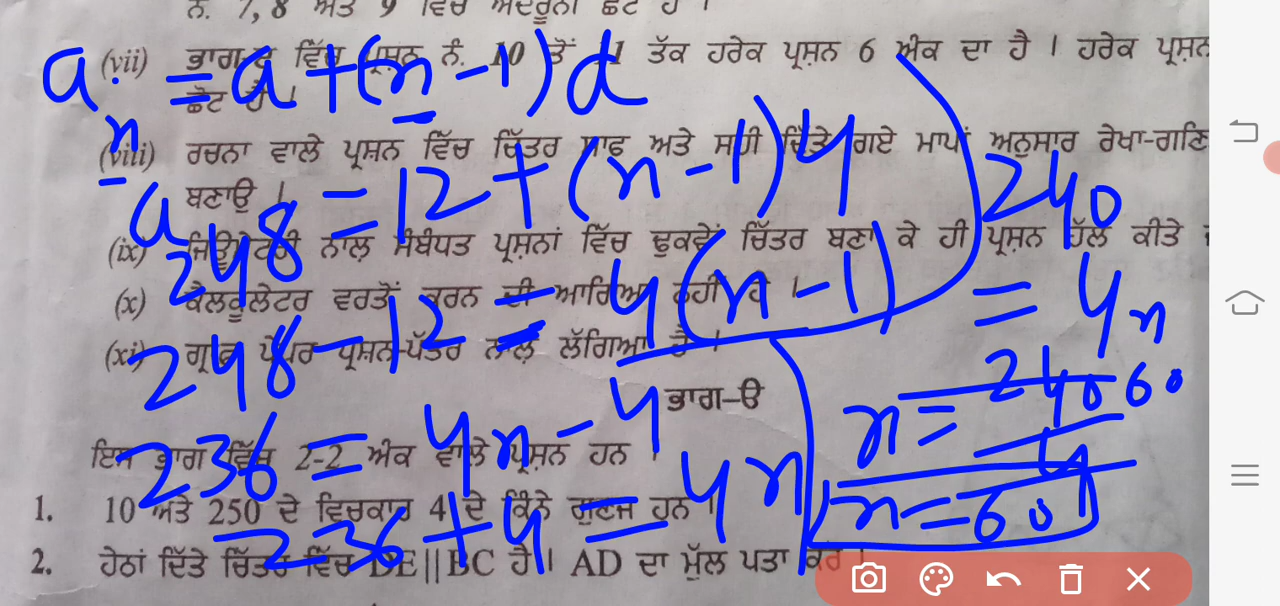 ਨੰ. 7, 8 ਅਤੇ 9 ਵਿੱਚ ਅੰਦਰੂਨੀ ਛੋਟ ਹੈ ।
(vii) ਭਾਗ ਵਿੱਚ ਪ੍ਰਸ਼ਨ ਨੰ. 10 ਤੋਂ 11 ਤੱਕ ਹਰੇਕ ਪ੍ਰਸ਼ਨ 6 ਅੰਕ ਦਾ ਹੈ । ਹਰੇਕ ਪ੍ਰਸ਼ਨ
ਛੋਟ ਹੈ ।
(viii) ਰਚਨਾ ਵਾਲੇ ਪ੍ਰਸ਼ਨ ਵਿੱਚ ਚਿੱਤਰ ਸਾਫ ਅਤੇ ਸਹੀ ਦਿੱਤੇ ਗਏ ਮਾਪਾਂ ਅਨੁਸਾਰ ਰੇਖਾ-ਗਣਿ
ਬਣਾਉ ।
(ix) ਜਿਊਮੇਟਰੀ ਨਾਲ਼ ਸੰਬੰਧਤ ਪ੍ਰਸ਼ਨਾਂ ਵਿੱਚ ਢੁਕਵੇਂ ਚਿੱਤਰ ਬਣਾ ਕੇ ਹੀ ਪ੍ਰਸ਼ਨ ਹੱਲ ਕੀਤੇ
(x) ਕੈਲਕੂਲੇਟਰ ਵਰਤੋਂ ਕਰਨ ਦੀ ਆਗਿਆ ਨਹੀਂ ਹੈ ।
(xi) ਗ੍ਰਾਫ਼ ਪੇਪਰ ਪ੍ਰਸ਼ਨ-ਪੱਤਰ ਨਾਲ਼ ਲੱਗਿਆ ਹੈ ।
ਭਾਗ–ੳ
ਇਸ ਭਾਗ ਵਿੱਚ 2-2 ਅੰਕ ਵਾਲੇ ਪ੍ਰਸ਼ਨ ਹਨ ।
1. 10 ਅਤੇ 250 ਦੇ ਵਿਚਕਾਰ 4 ਦੇ ਕਿੰਨੇ ਗੁਣਜ ਹਨ ।
2. ਹੇਠਾਂ ਦਿੱਤੇ ਚਿੱਤਰ ਵਿੱਚ DE||BC ਹੈ । AD ਦਾ ਮੁੱਲ ਪਤਾ ਕਰੋ ।
a n = a + (n - 1) d
a
248 = 12 + (n - 1) 4
248 - 12 = 4(n - 1)
236 = 4n - 4
236 + 4 = 4n
240 = 4n
n = 240 60
4
n = 60